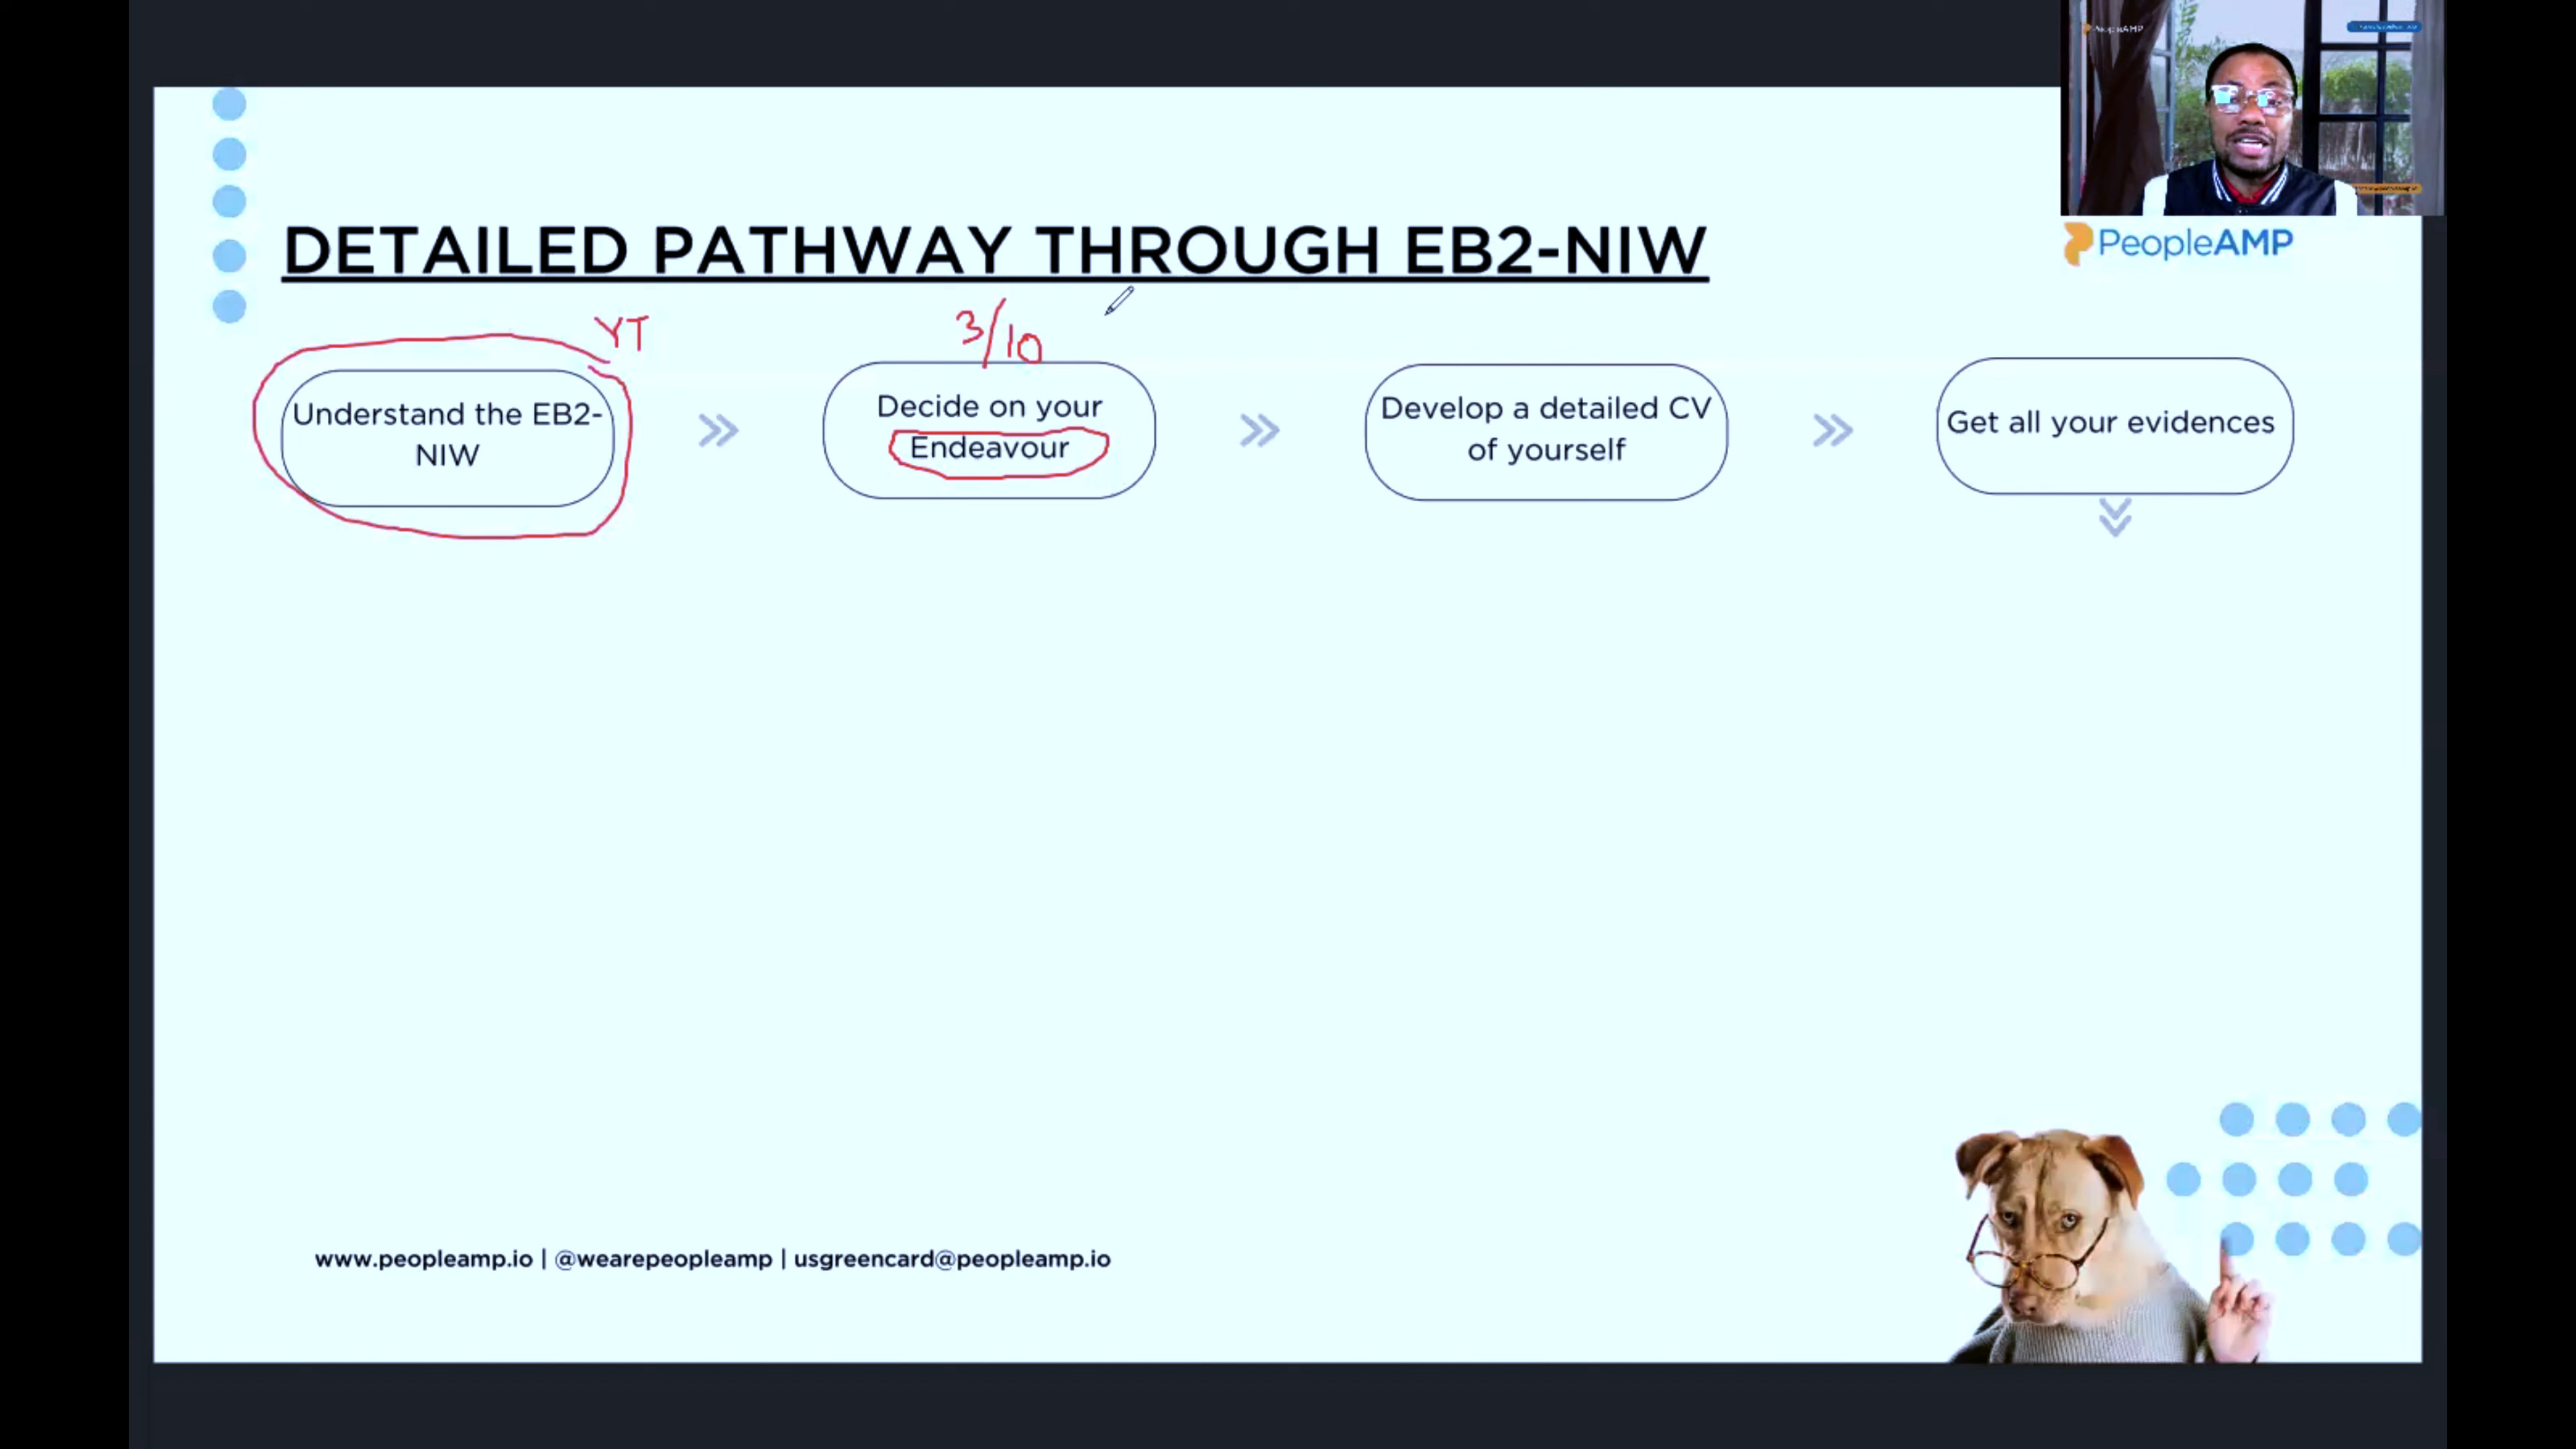 PeopleAMP
DETAILED PATHWAY THROUGH EB2-NIW
PeopleAMP
YT
3/10
Understand the EB2-
NIW
Decide on your
Endeavour
Develop a detailed CV
of yourself
Get all your evidences
www.peopleamp.io | @wearepeopleamp | usgreencard@peopleamp.io